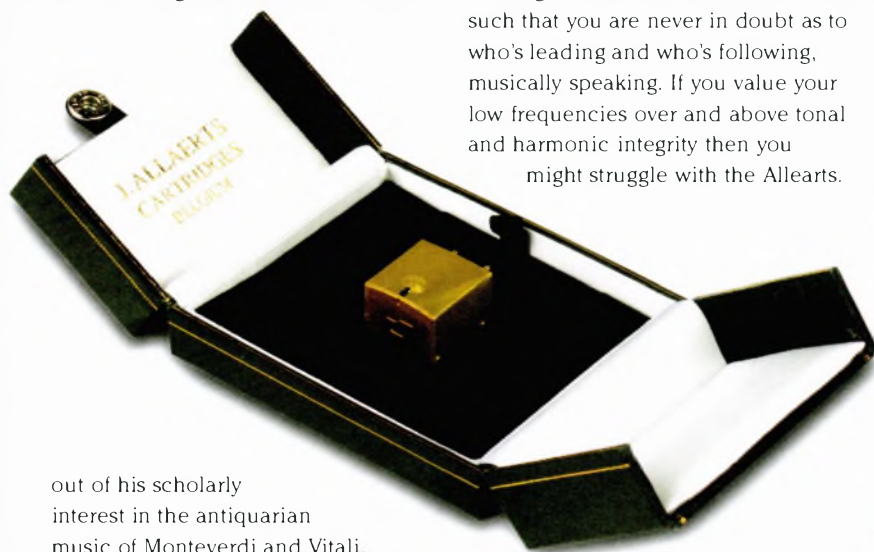 such that you are never in doubt as to
who's leading and who's following,
musically speaking. If you value your
low frequencies over and above tonal
and harmonic integrity then you
might struggle with the Allearts.
J. ALLAERTS
CARTRIDGES
BELGIUM
out of his scholarly
interest in the antiquarian
music of Monteverdi and Vitali.